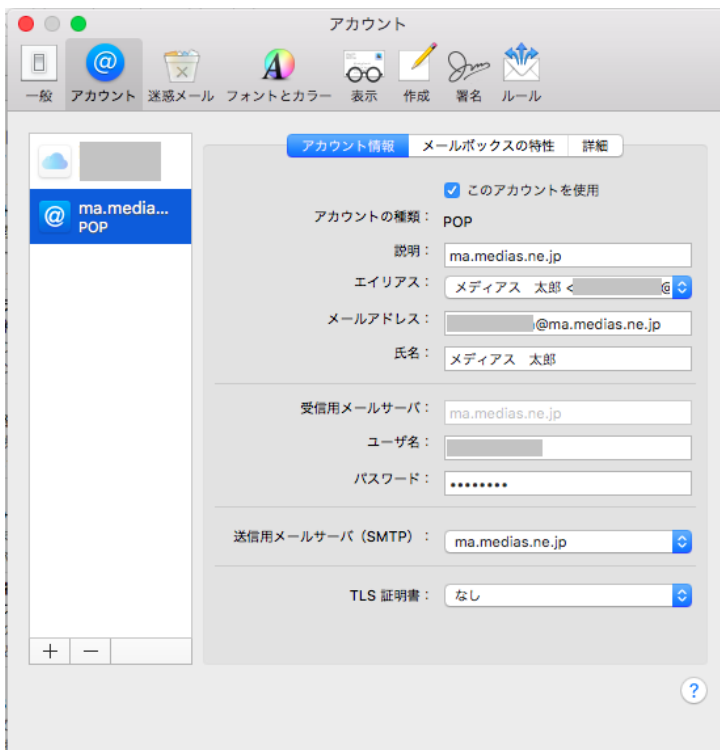 アカウント
一般 アカウント 迷惑メール フォントとカラー 表示 作成 署名 ルール
アカウント情報 メールボックスの特性 詳細
このアカウントを使用
ma.media...
POP
アカウントの種類： POP
説明： ma.medias.ne.jp
エイリアス： メディアス 太郎 < @
メールアドレス： @ma.medias.ne.jp
氏名： メディアス 太郎
受信用メールサーバ： ma.medias.ne.jp
ユーザ名：
パスワード： ••••••••
送信用メールサーバ（SMTP）： ma.medias.ne.jp
TLS 証明書： なし
+ −
?